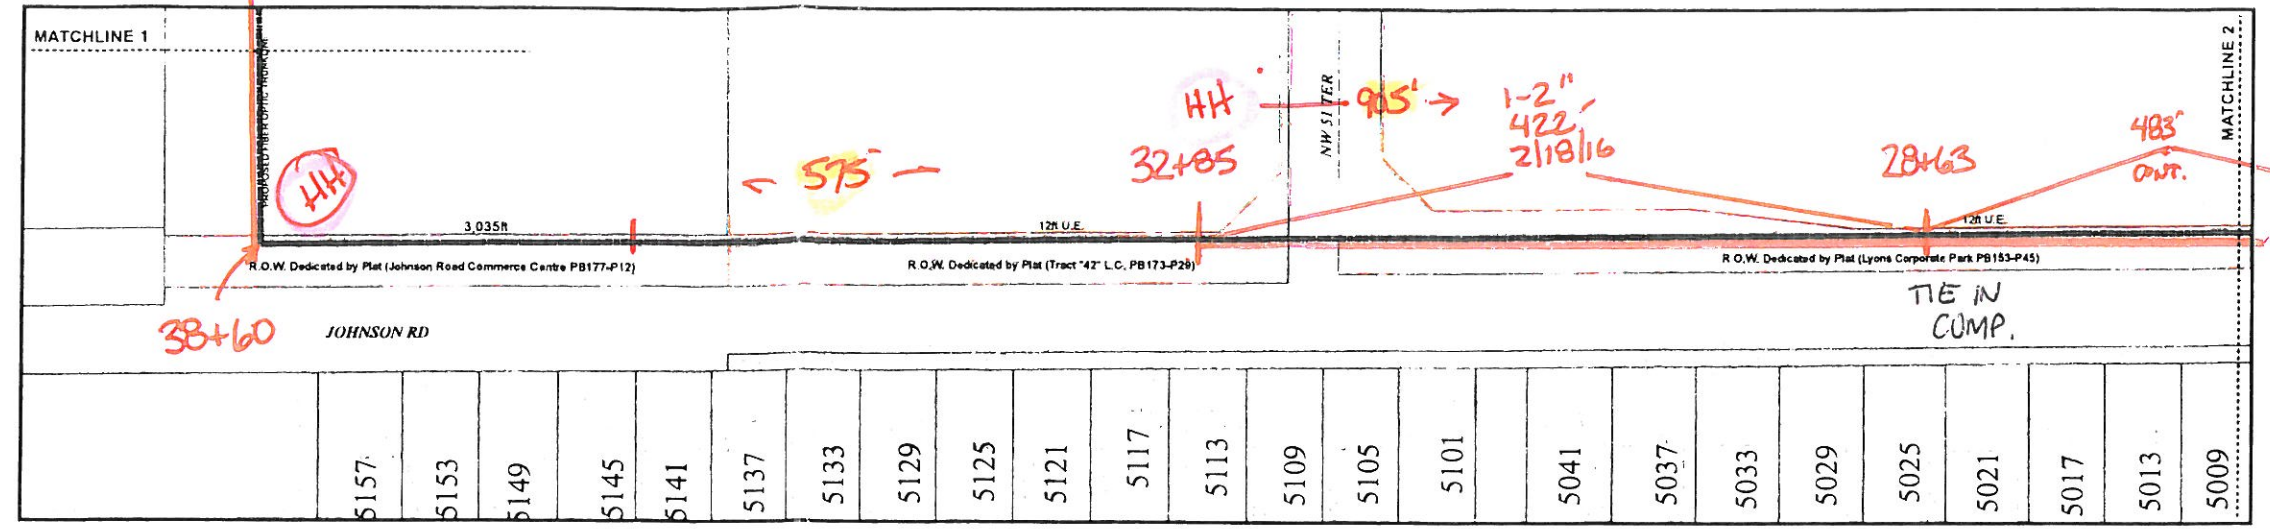 MATCHLINE 1
PROPOSED FIBER OPTIC TRUNK
HH
3,035ft
R.O.W. Dedicated by Plat (Johnson Road Commerce Centre PB177-P12)
38+60
JOHNSON RD
← 575' —
12ft U.E.
R.O.W. Dedicated by Plat (Tract "42" L.C. PB173-P29)
HH
32+85
905' →
1-2"
422'
2/18/16
28+63
483'
CONT.
MATCHLINE 2
12ft U.E.
R.O.W. Dedicated by Plat (Lyons Corporate Park PB153-P45)
TIE IN
COMP.
5157
5153
5149
5145
5141
5137
5133
5129
5125
5121
5117
5113
5109
5105
5101
5041
5037
5033
5029
5025
5021
5017
5013
5009